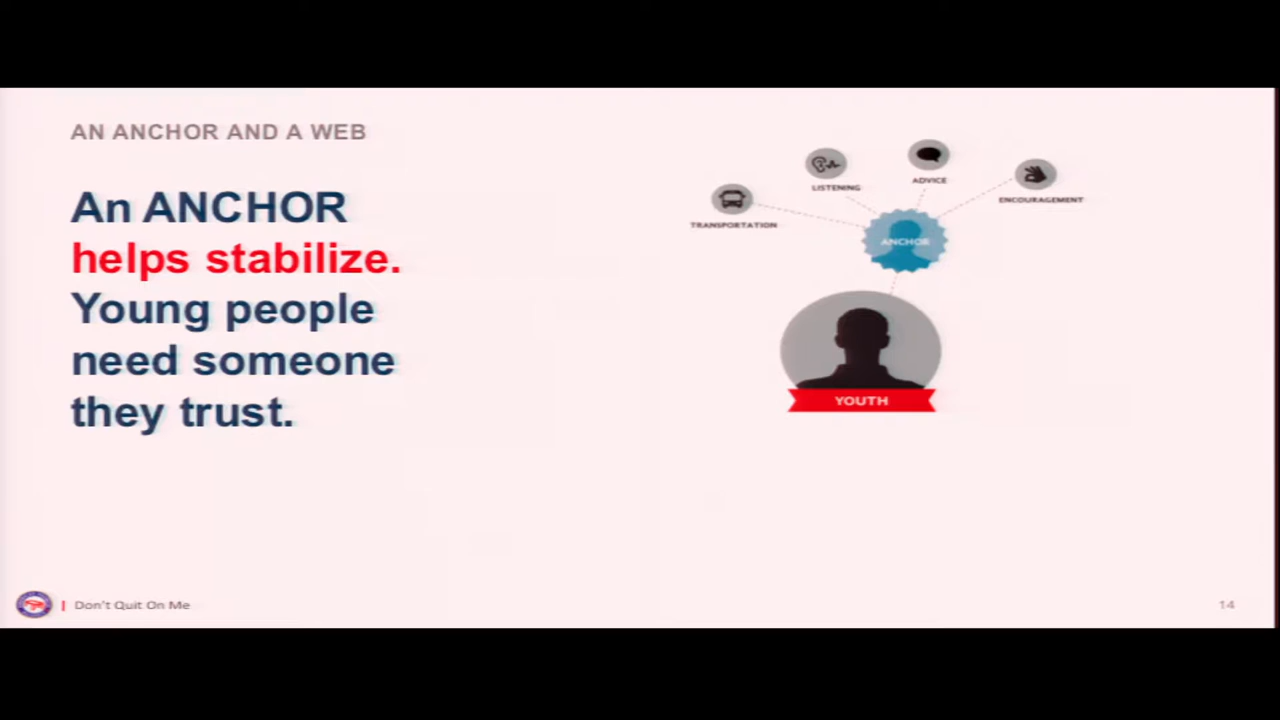 AN ANCHOR AND A WEB
An ANCHOR
helps stabilize.
Young people
need someone
they trust.
TRANSPORTATION
LISTENING
ADVICE
ENCOURAGEMENT
ANCHOR
YOUTH
Don't Quit On Me
14